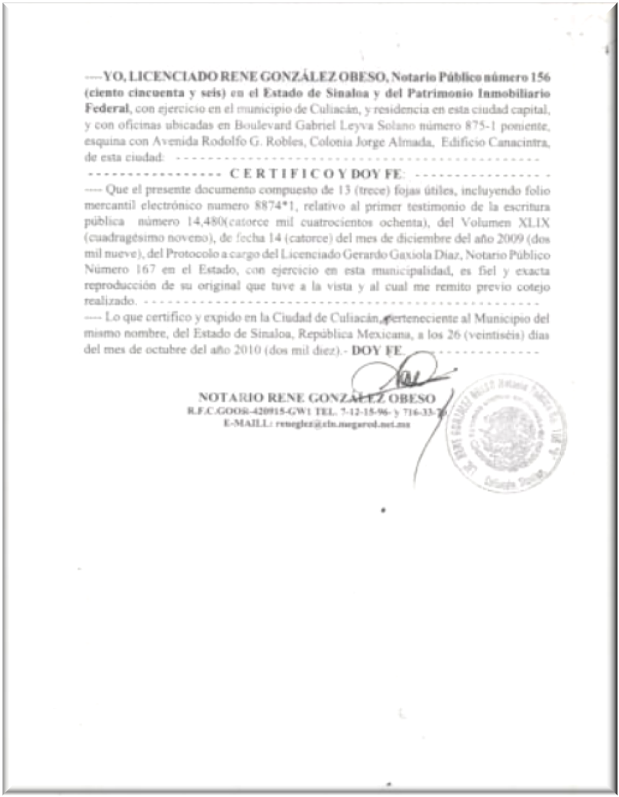 ----YO, LICENCIADO RENE GONZÁLEZ OBESO, Notario Público número 156
(ciento cincuenta y seis) en el Estado de Sinaloa y del Patrimonio Inmobiliario
Federal, con ejercicio en el municipio de Culiacán, y residencia en esta ciudad capital,
y con oficinas ubicadas en Boulevard Gabriel Leyva Solano número 875-1 poniente,
esquina con Avenida Rodolfo G. Robles, Colonia Jorge Almada, Edificio Canacintra,
de esta ciudad: - - - - - - - - - - - - - - - - - - - - - - - - - - - - - - - - - - - - - - - - - -
- - - - - - - - - - - - - - - - C E R T I F I C O Y D O Y F E: - - - - - - - - - - - - - - - - -
---- Que el presente documento compuesto de 13 (trece) fojas útiles, incluyendo folio
mercantil electrónico numero 8874*1, relativo al primer testimonio de la escritura
pública número 14,480(catorce mil cuatrocientos ochenta), del Volumen XLIX
(cuadragésimo noveno), de fecha 14 (catorce) del mes de diciembre del año 2009 (dos
mil nueve), del Protocolo a cargo del Licenciado Gerardo Gaxiola Díaz, Notario Público
Número 167 en el Estado, con ejercicio en esta municipalidad, es fiel y exacta
reproducción de su original que tuve a la vista y al cual me remito previo cotejo
realizado. - - - - - - - - - - - - - - - - - - - - - - - - - - - - - - - - - - - - - - - - - - - -
---- Lo que certifico y expido en la Ciudad de Culiacán, perteneciente al Municipio del
mismo nombre, del Estado de Sinaloa, República Mexicana, a los 26 (veintiséis) días
del mes de octubre del año 2010 (dos mil diez).- DOY FE. - - - - - - - - - - - - - - -
NOTARIO RENE GONZÁLEZ OBESO
R.F.C.GOOR-420915-GW1 TEL. 7-12-15-96- y 716-33-
E-MAILL: reneglez@cln.megared.net.mx
LIC. RENE GONZALEZ OBESO Notario Publico No. 156
Culiacán Sinaloa